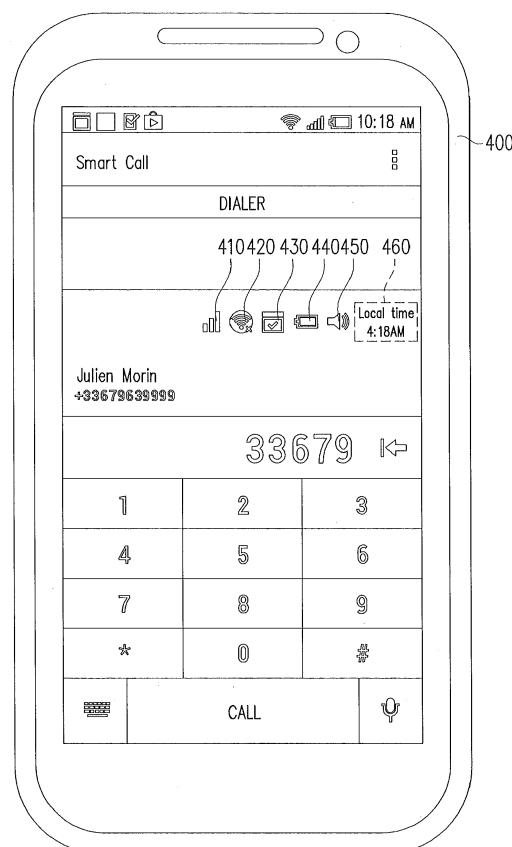 10:18 AM
400
Smart Call
DIALER
410 420 430 440 450 460
Local time
4:18AM
Julien Morin
+33679639999
33679
1 2 3
4 5 6
7 8 9
* 0 #
CALL